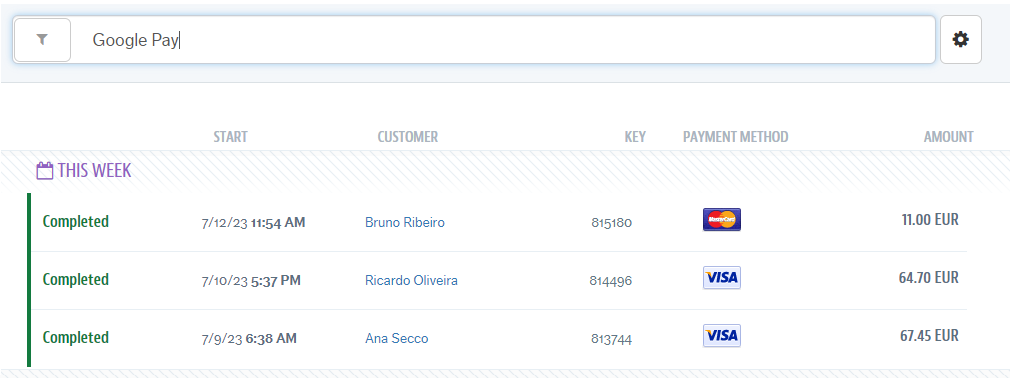 Google Pay
START CUSTOMER KEY PAYMENT METHOD AMOUNT
THIS WEEK
Completed 7/12/23 11:54 AM Bruno Ribeiro 815180 MasterCard 11.00 EUR
Completed 7/10/23 5:37 PM Ricardo Oliveira 814496 VISA 64.70 EUR
Completed 7/9/23 6:38 AM Ana Secco 813744 VISA 67.45 EUR